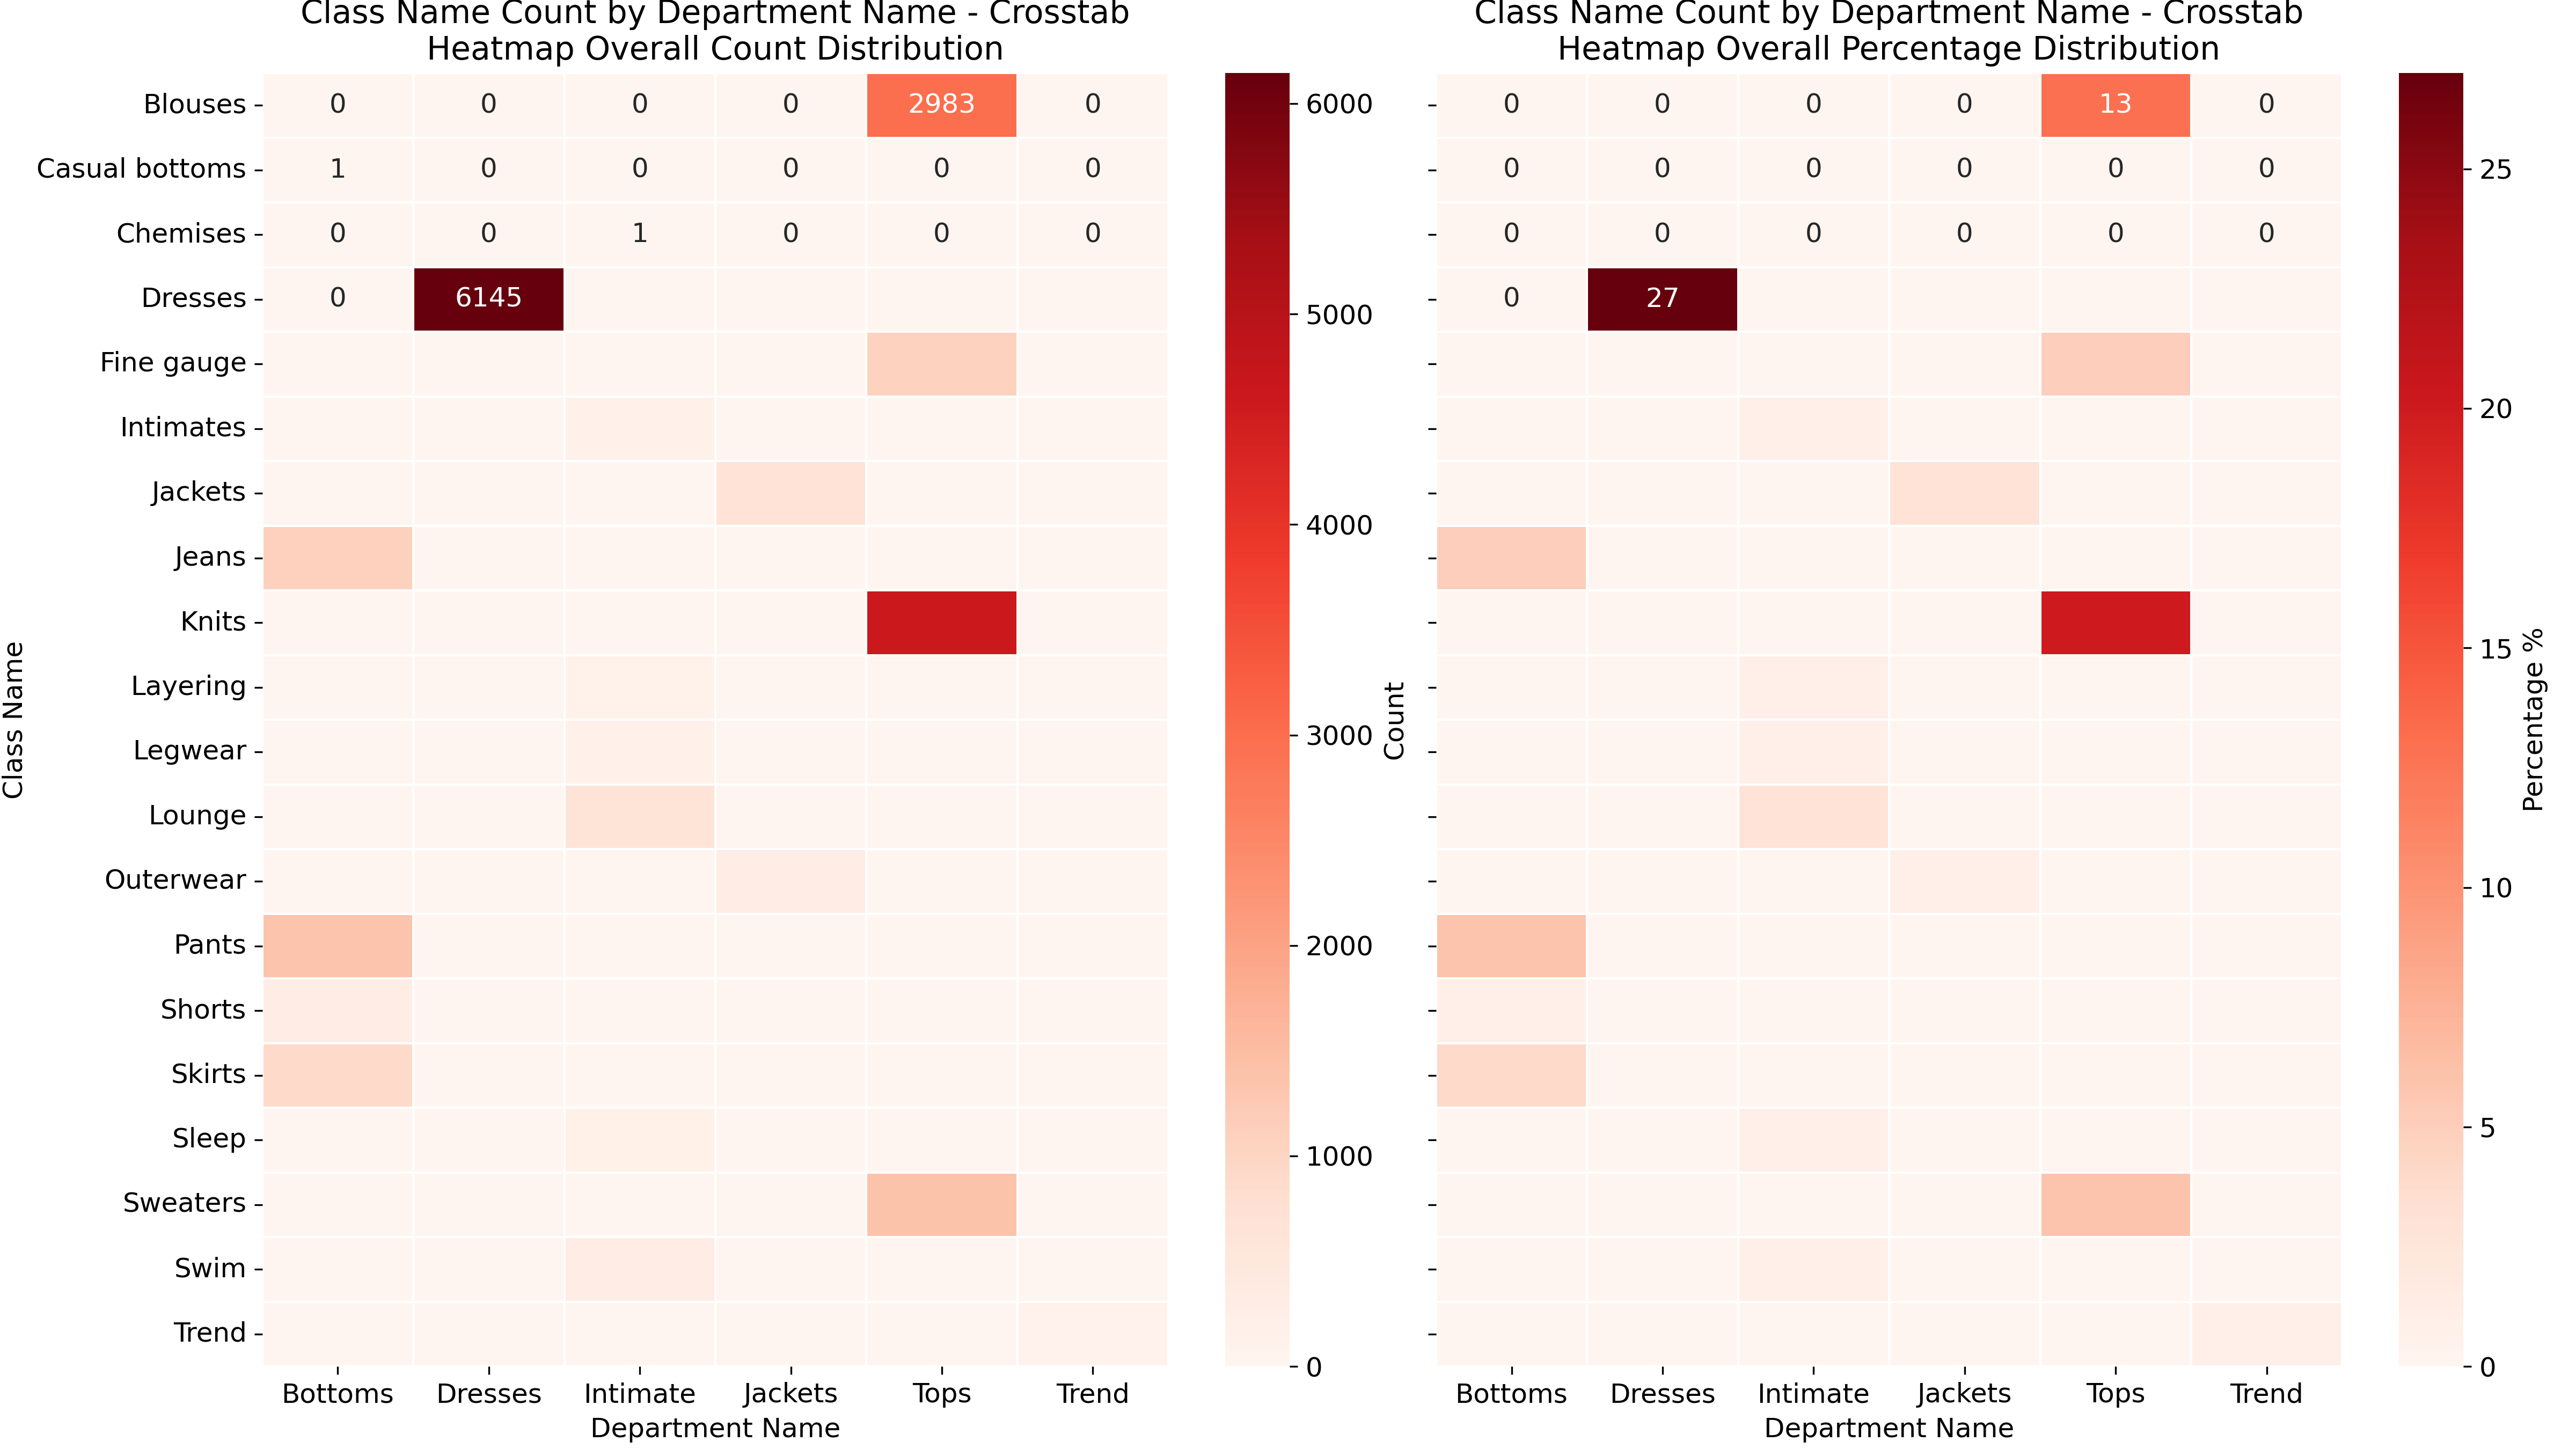 Class Name Count by Department Name - Crosstab
Heatmap Overall Count Distribution
Class Name
Blouses 0 0 0 0 2983 0
Casual bottoms 1 0 0 0 0 0
Chemises 0 0 1 0 0 0
Dresses 0 6145
Fine gauge
Intimates
Jackets
Jeans
Knits
Layering
Legwear
Lounge
Outerwear
Pants
Shorts
Skirts
Sleep
Sweaters
Swim
Trend
Bottoms Dresses Intimate Jackets Tops Trend
Department Name
6000
5000
4000
3000
2000
1000
0
Count
Class Name Count by Department Name - Crosstab
Heatmap Overall Percentage Distribution
0 0 0 0 13 0
0 0 0 0 0 0
0 0 0 0 0 0
0 27
Bottoms Dresses Intimate Jackets Tops Trend
Department Name
25
20
15
10
5
0
Percentage %